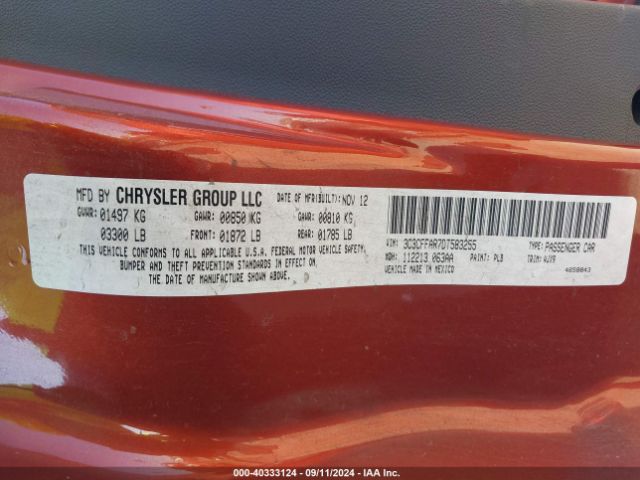 MFD BY CHRYSLER GROUP LLC
DATE OF MFR(BUILT): NOV 12
GVWR: 01497 KG GAWR: 00850 KG GAWR: 00810 KG
03300 LB FRONT: 01872 LB REAR: 01785 LB
THIS VEHICLE CONFORMS TO ALL APPLICABLE U.S.A. FEDERAL MOTOR VEHICLE SAFETY,
BUMPER AND THEFT PREVENTION STANDARDS IN EFFECT ON
THE DATE OF MANUFACTURE SHOWN ABOVE.
VIN: 3C3CFFAR7DT583255 TYPE: PASSENGER CAR
MDH: 112213 063AA PAINT: PLB TRIM: AVX9
VEHICLE MADE IN MEXICO 4658043
000-40333124 - 09/11/2024 - IAA Inc.